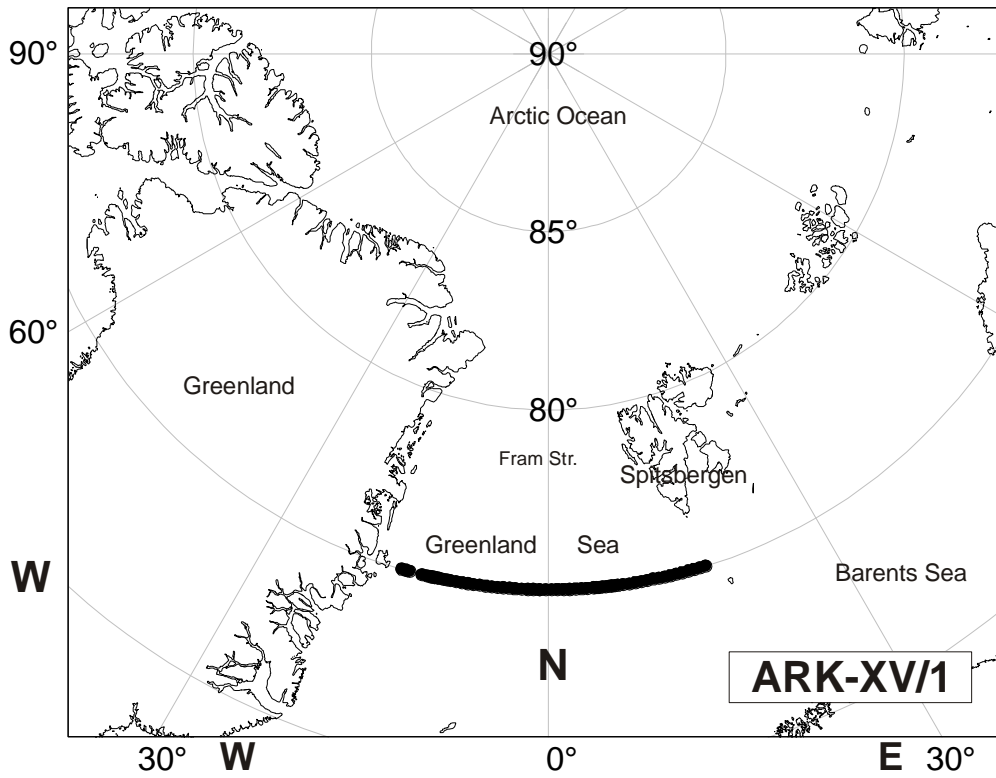 90°
90°
Arctic Ocean
85°
60°
Greenland
80°
Fram Str.
Spitsbergen
Greenland Sea
W
Barents Sea
N
ARK-XV/1
30°
W
0°
E
30°